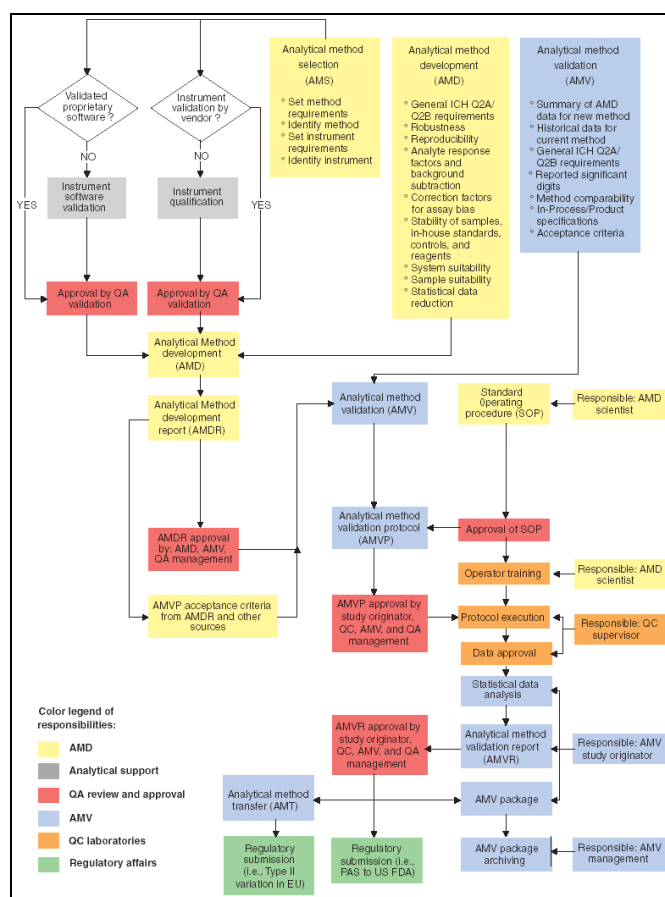 Analytical method
selection
(AMS)
° Set method
requirements
° Identify method
° Set instrument
requirements
° Identify instrument
Analytical method
development (AMD)
° General ICH Q2A/
Q2B requirements
° Robustness
° Reproducibility
° Analyte response
factors and
background
subtraction
° Correction factors
for assay bias
° Stability of samples,
in-house standards,
controls, and
reagents
° System suitability
° Sample suitability
° Statistical data
reduction
Analytical method
validation
(AMV)
° Summary of AMD
data for new method
° Historical data for
current method
° General ICH Q2A/
Q2B requirements
° Reported significant
digits
° Method comparability
° In-Process/Product
specifications
° Acceptance criteria
Validated
proprietary
software ?
Instrument
validation by
vendor ?
NO
NO
YES
YES
Instrument
software
validation
Instrument
qualification
Approval by QA
validation
Approval by QA
validation
Analytical Method
development
(AMD)
Analytical Method
development
report (AMDR)
Analytical method
validation (AMV)
Standard
Operating
procedure (SOP)
Responsible: AMD
scientist
AMDR approval
by: AMD, AMV,
QA management
Analytical method
validation protocol
(AMVP)
Approval of SOP
Operator training
Responsible: AMD
scientist
AMVP acceptance
criteria
from AMDR and other
sources
AMVP approval by
study originator,
QC, AMV, and QA
management
Protocol execution
Data approval
Responsible: QC
supervisor
Statistical data
analysis
AMVR approval by
study originator,
QC, AMV, and QA
management
Analytical method
validation report
(AMVR)
Responsible: AMV
study originator
Analytical method
transfer (AMT)
AMV package
Regulatory
submission
(i.e., Type II
variation in EU)
Regulatory
submission (i.e.,
PAS to US FDA)
AMV package
archiving
Responsible: AMV
management
Color legend of
responsibilities:
AMD
Analytical support
QA review and approval
AMV
QC laboratories
Regulatory affairs